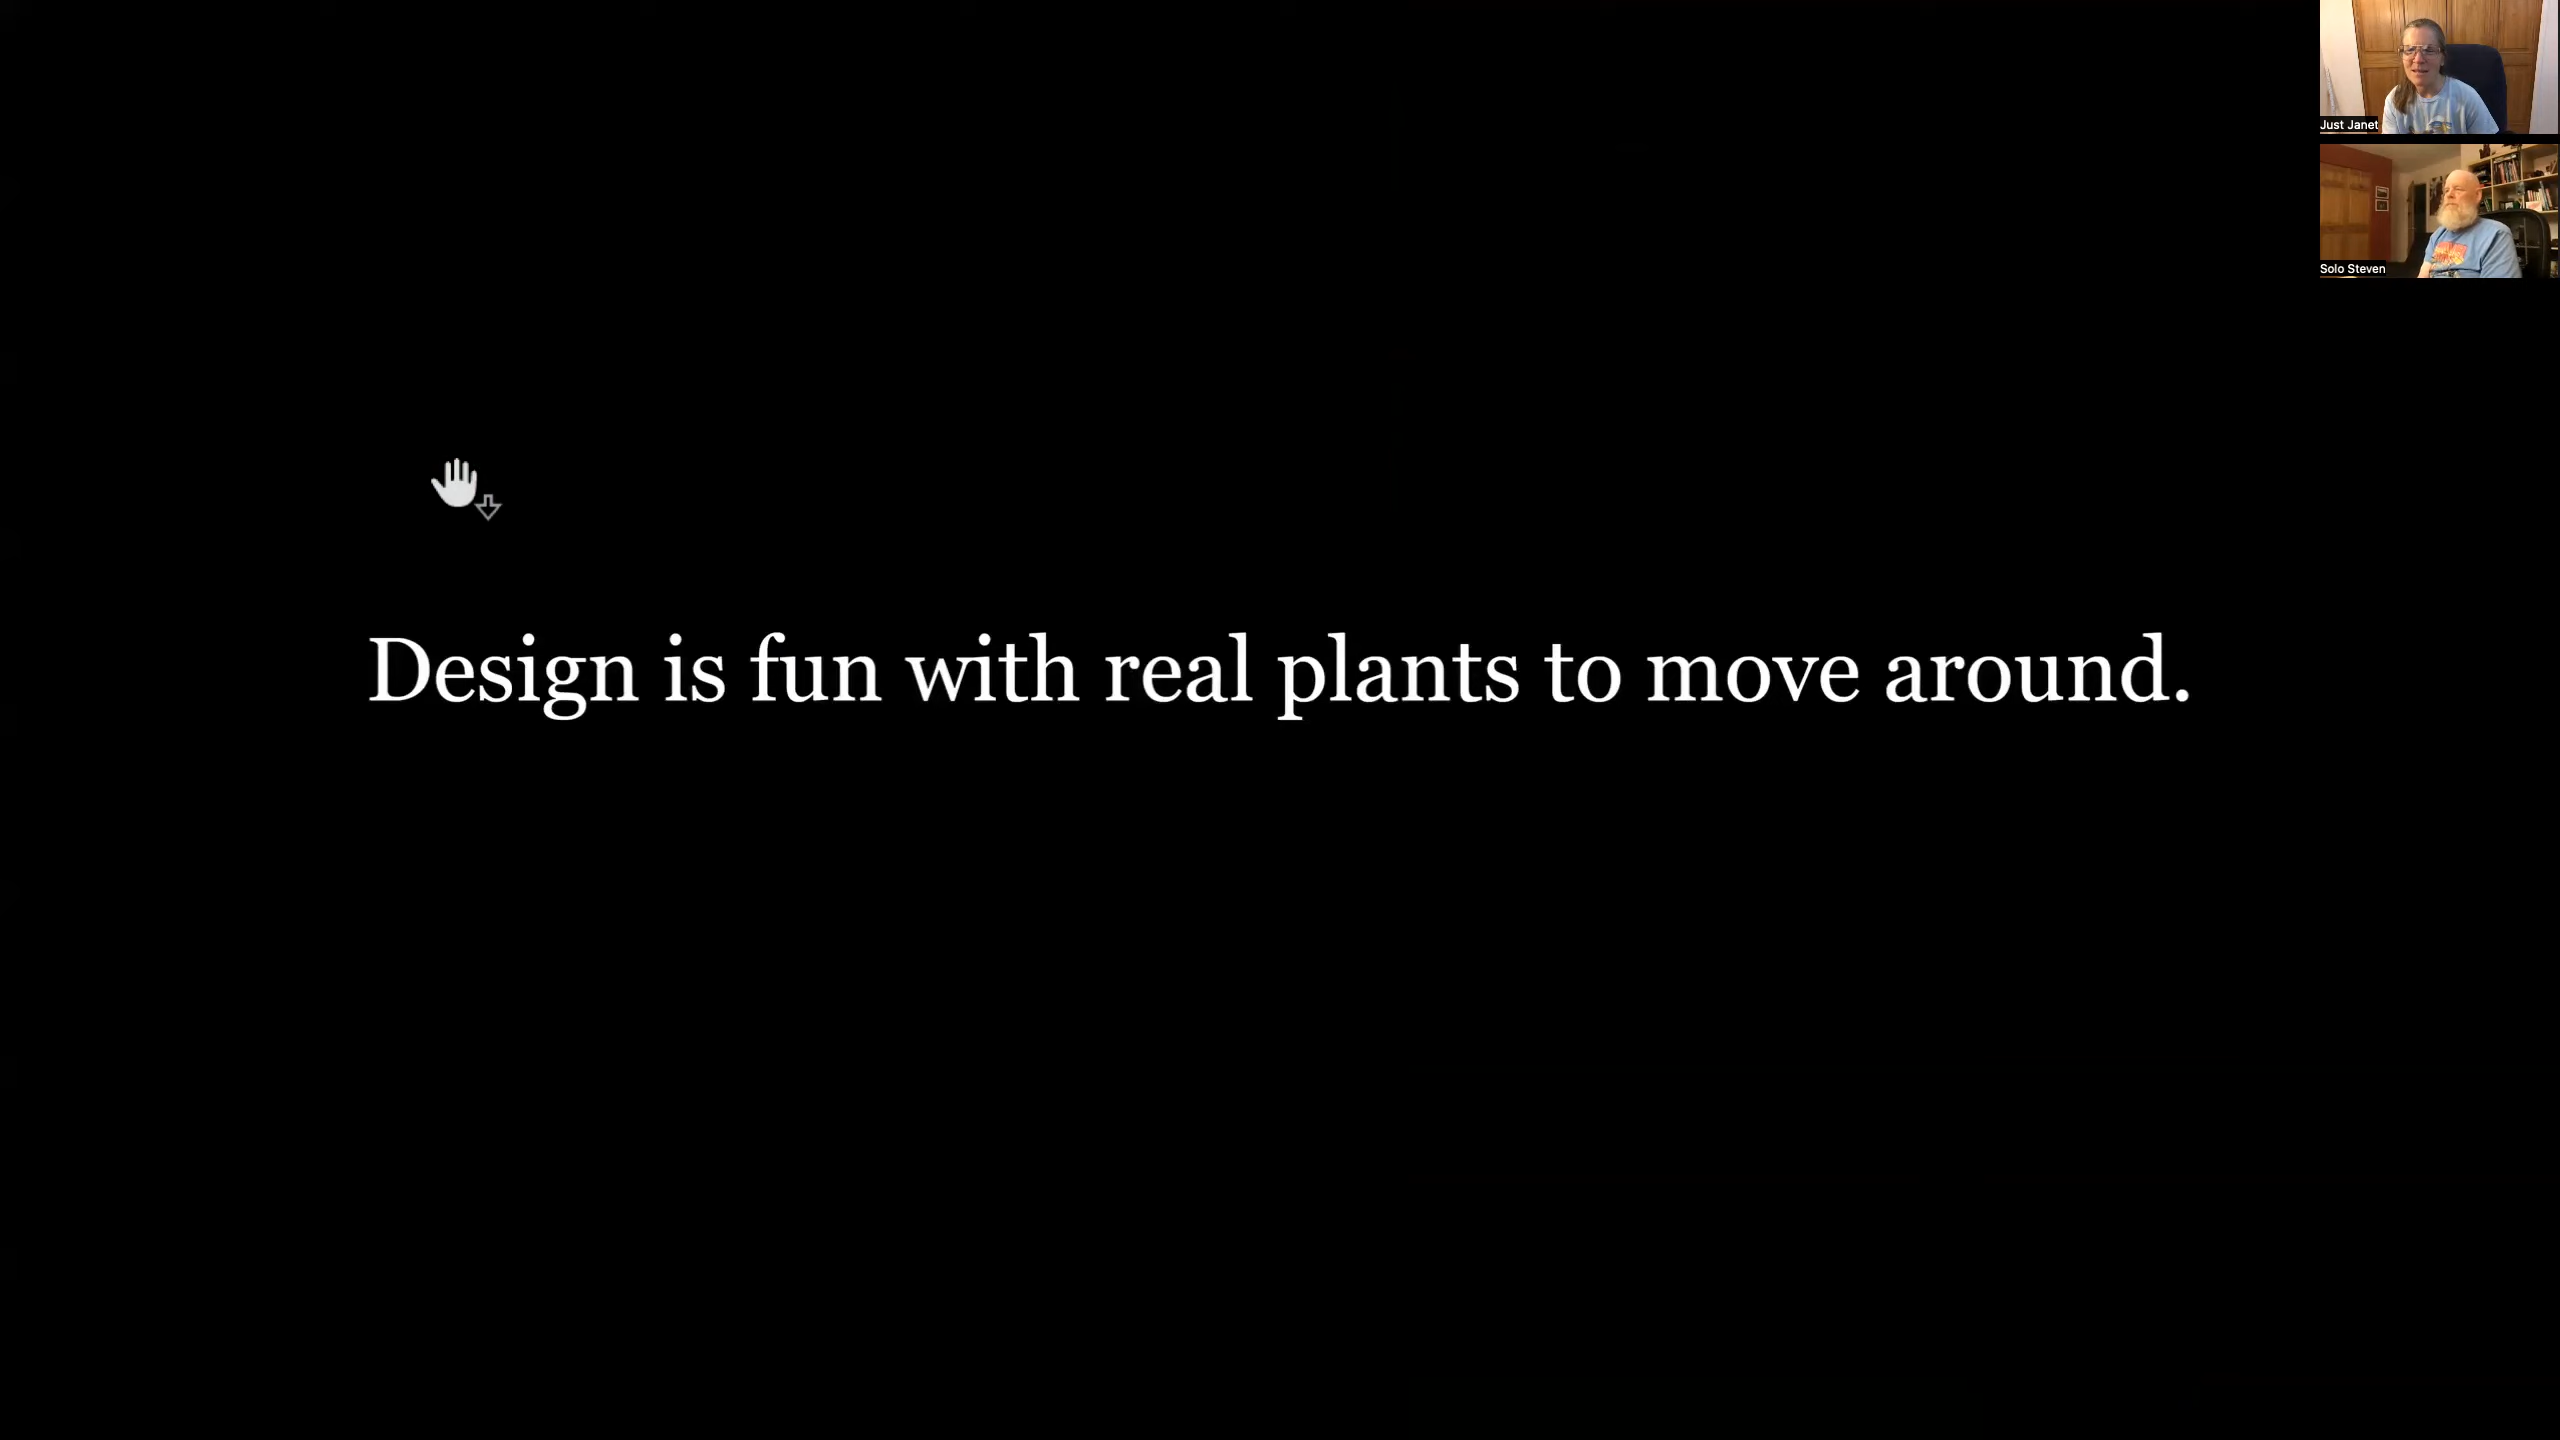 Just Janet
Solo Steven
Design is fun with real plants to move around.